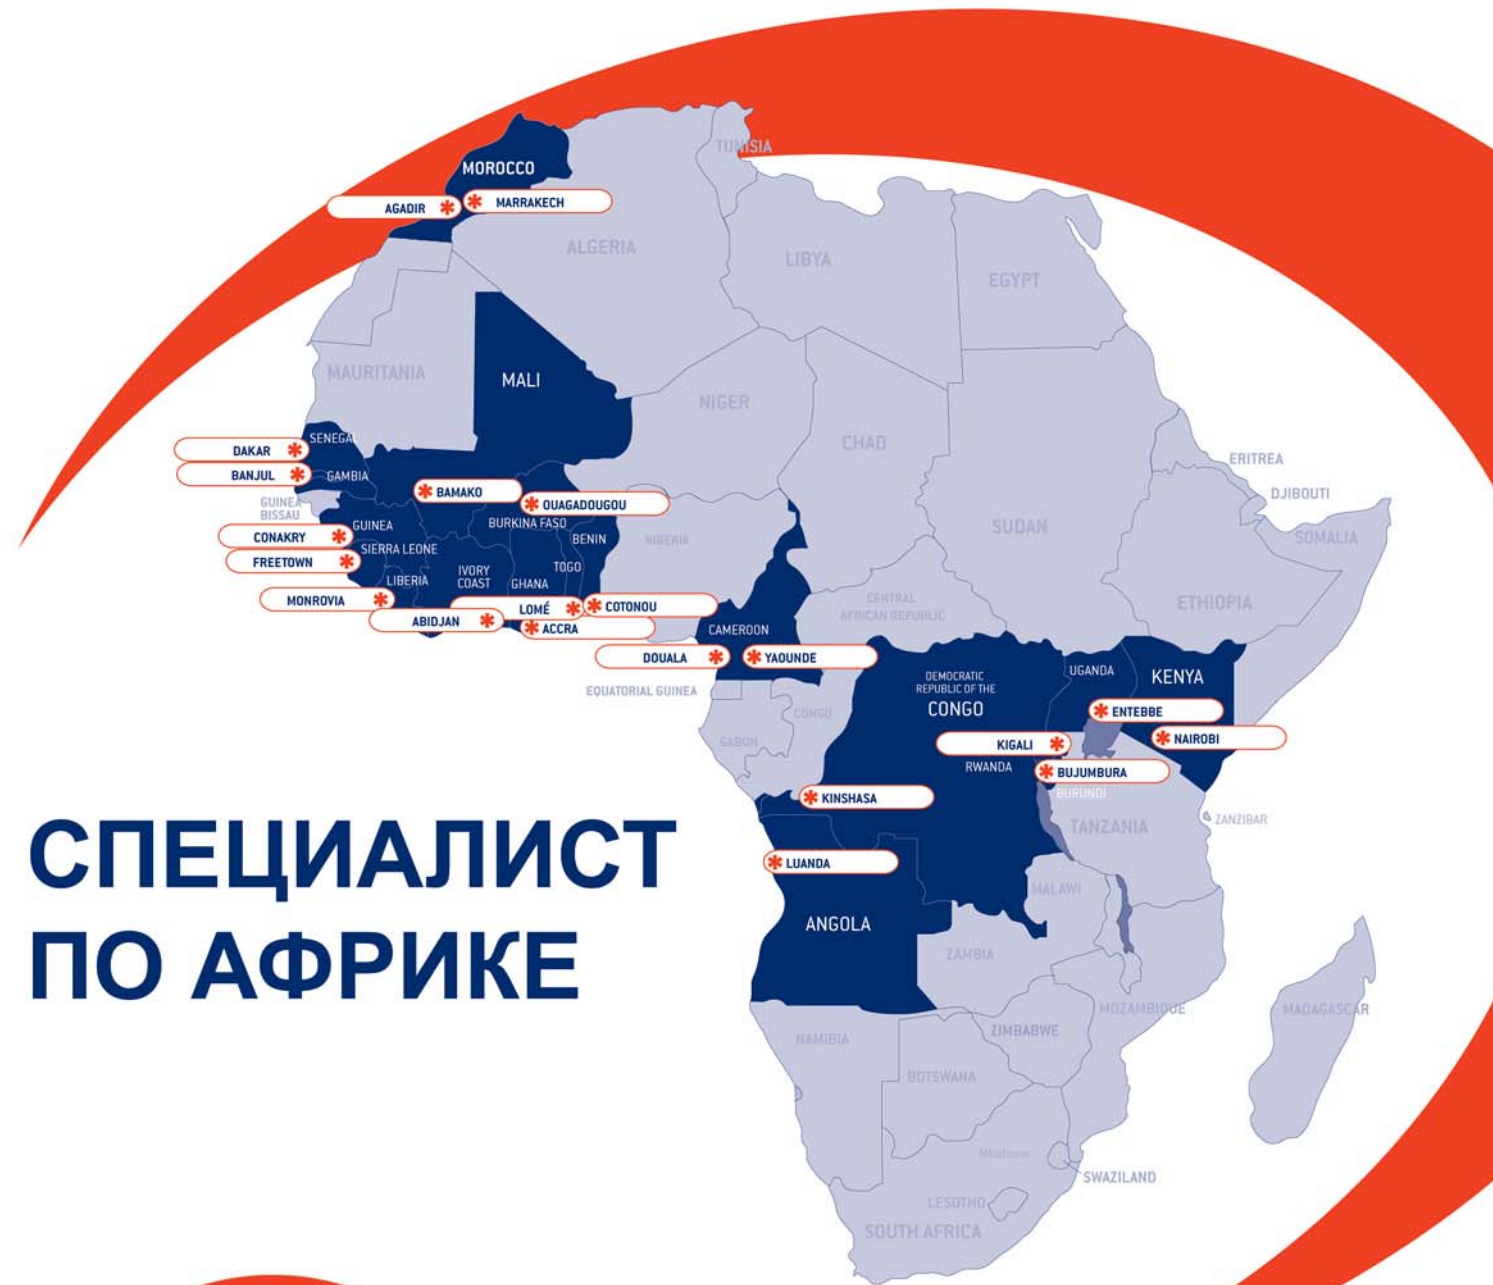 TUNISIA
MOROCCO
AGADIR
MARRAKECH
ALGERIA
LIBYA
EGYPT
MAURITANIA
MALI
NIGER
CHAD
SENEGAL
DAKAR
BANJUL
GAMBIA
BAMAKO
OUAGADOUGOU
ERITREA
DJIBOUTI
GUINEA
BISSAU
GUINEA
BURKINA FASO
BENIN
NIGERIA
SUDAN
SOMALIA
CONAKRY
SIERRA LEONE
FREETOWN
LIBERIA
IVORY
COAST
GHANA
TOGO
MONROVIA
ABIDJAN
LOMÉ
COTONOU
ACCRA
CENTRAL
AFRICAN REPUBLIC
ETHIOPIA
CAMEROON
DOUALA
YAOUNDE
EQUATORIAL GUINEA
DEMOCRATIC
REPUBLIC OF THE
CONGO
UGANDA
KENYA
CONGO
GABON
ENTEBBE
KIGALI
NAIROBI
RWANDA
BUJUMBURA
BURUNDI
KINSHASA
TANZANIA
ZANZIBAR
СПЕЦИАЛИСТ
ПО АФРИКЕ
LUANDA
MALAWI
ANGOLA
ZAMBIA
MOZAMBIQUE
MADAGASCAR
NAMIBIA
ZIMBABWE
BOTSWANA
Mbabane
SWAZILAND
LESOTHO
SOUTH AFRICA